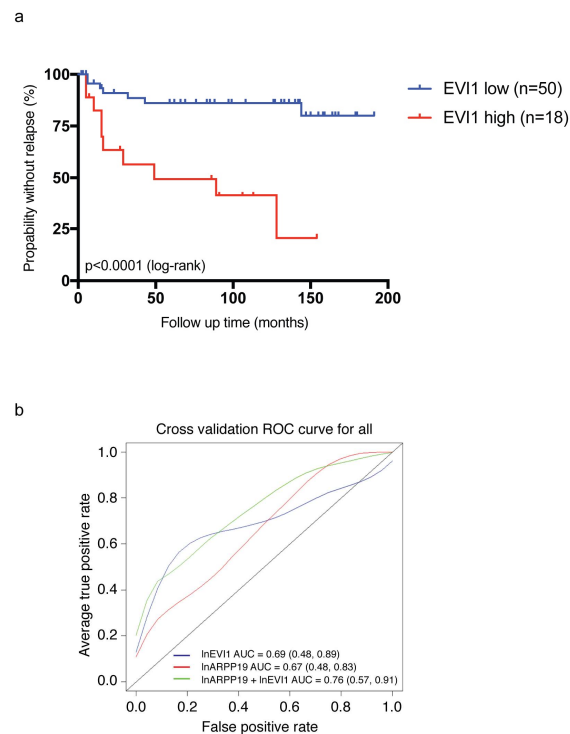 a
100
75
50
25
0
Propability without relapse (%)
p<0.0001 (log-rank)
0 50 100 150 200
Follow up time (months)
EVI1 low (n=50)
EVI1 high (n=18)
b
Cross validation ROC curve for all
1.0
0.8
0.6
0.4
0.2
0.0
Average true positive rate
lnEVI1 AUC = 0.69 (0.48, 0.89)
lnARPP19 AUC = 0.67 (0.48, 0.83)
lnARPP19 + lnEVI1 AUC = 0.76 (0.57, 0.91)
0.0 0.2 0.4 0.6 0.8 1.0
False positive rate